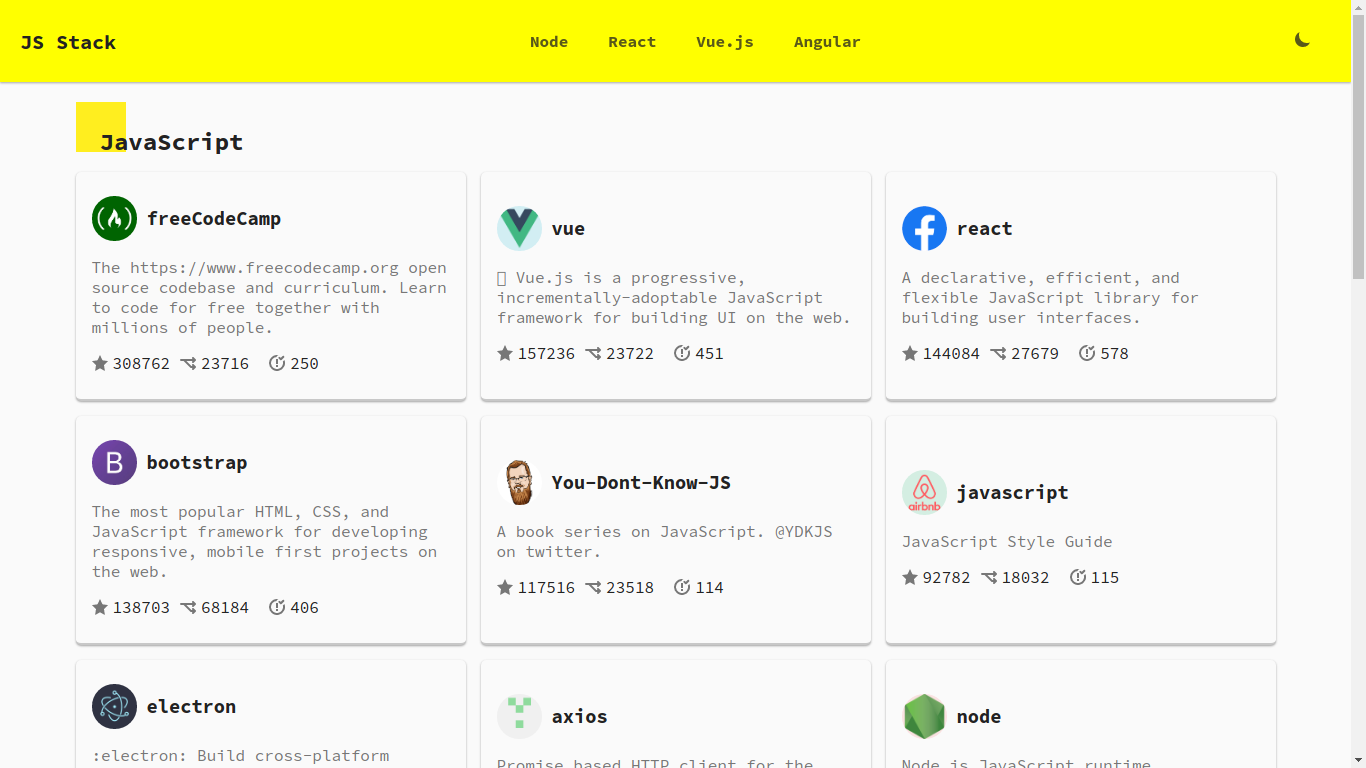 JS Stack
Node React Vue.js Angular
JavaScript
freeCodeCamp
The https://www.freecodecamp.org open
source codebase and curriculum. Learn
to code for free together with
millions of people.
308762 23716 250
vue
Vue.js is a progressive,
incrementally-adoptable JavaScript
framework for building UI on the web.
157236 23722 451
react
A declarative, efficient, and
flexible JavaScript library for
building user interfaces.
144084 27679 578
B
bootstrap
The most popular HTML, CSS, and
JavaScript framework for developing
responsive, mobile first projects on
the web.
138703 68184 406
You-Dont-Know-JS
A book series on JavaScript. @YDKJS
on twitter.
117516 23518 114
airbnb
javascript
JavaScript Style Guide
92782 18032 115
electron
:electron: Build cross-platform
axios
Promise based HTTP client for the
node
Node.js JavaScript runtime